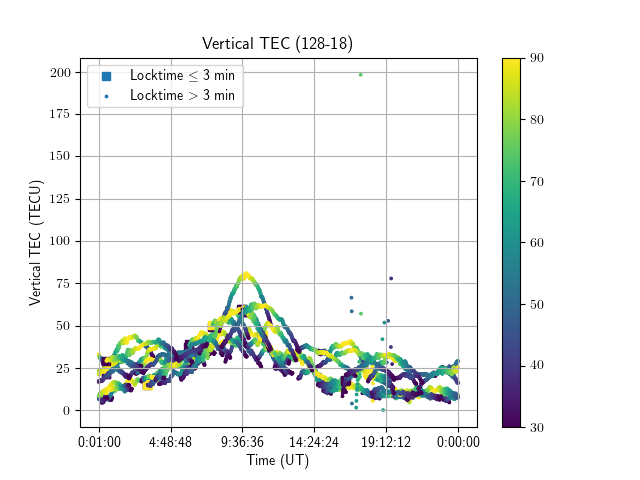 Vertical TEC (128-18)
Locktime ≤ 3 min
Locktime > 3 min
Vertical TEC (TECU)
200
175
150
125
100
75
50
25
0
0:01:00 4:48:48 9:36:36 14:24:24 19:12:12 0:00:00
Time (UT)
90
80
70
60
50
40
30